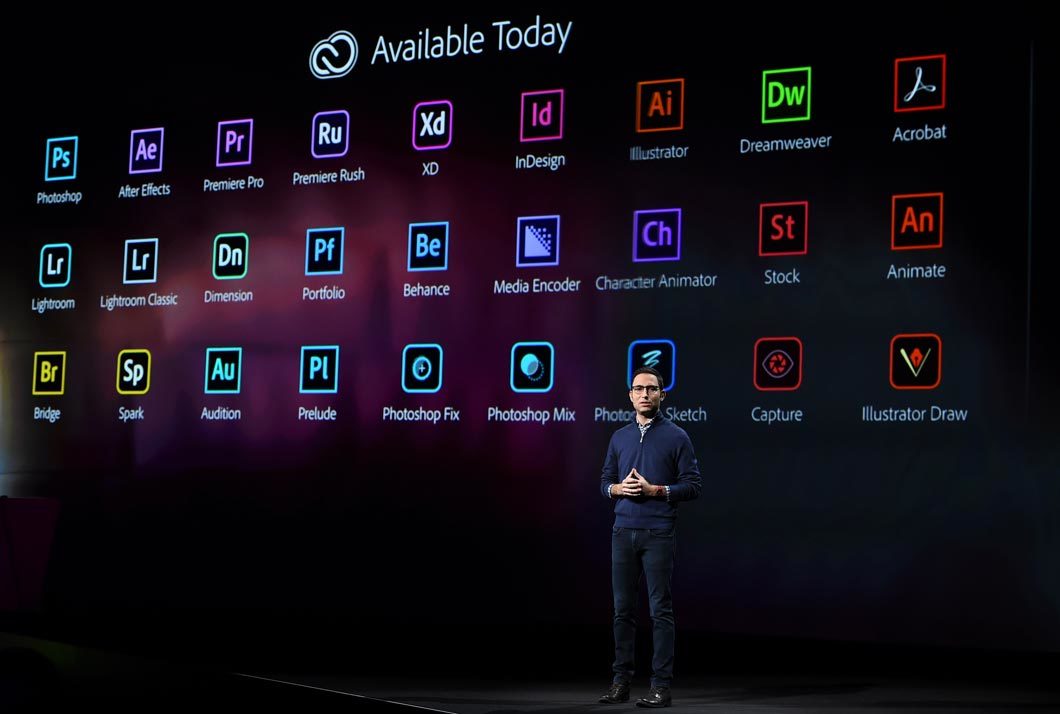 Available Today
Ps Ae Pr Ru Xd Id Ai Dw
Photoshop After Effects Premiere Pro Premiere Rush XD InDesign Illustrator Dreamweaver Acrobat
Lr Lr Dn Pf Be Ch St An
Lightroom Lightroom Classic Dimension Portfolio Behance Media Encoder Character Animator Stock Animate
Br Sp Au Pl
Bridge Spark Audition Prelude Photoshop Fix Photoshop Mix Sketch Capture Illustrator Draw